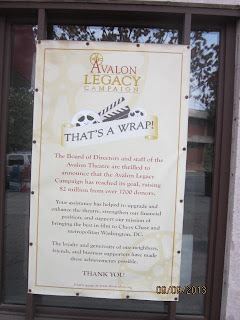 AVALON
LEGACY
CAMPAIGN
THAT'S A WRAP!
The Board of Directors and staff of the
Avalon Theatre are thrilled to
announce that the Avalon Legacy
Campaign has reached its goal, raising
$2 million from over 1700 donors.
Your assistance has helped to upgrade and
enhance the theatre, strengthen our financial
position, and support our mission of
bringing the best in film to Chevy Chase and
metropolitan Washington, DC.
The loyalty and generosity of our neighbors,
friends, and business supporters have made
these achievements possible.
THANK YOU
09/09/2013